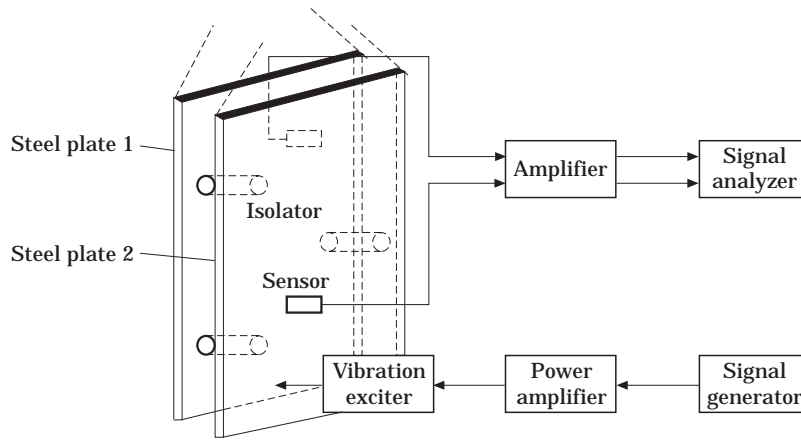 Steel plate 1
Amplifier
Signal
analyzer
Isolator
Steel plate 2
Sensor
Vibration
exciter
Power
amplifier
Signal
generator